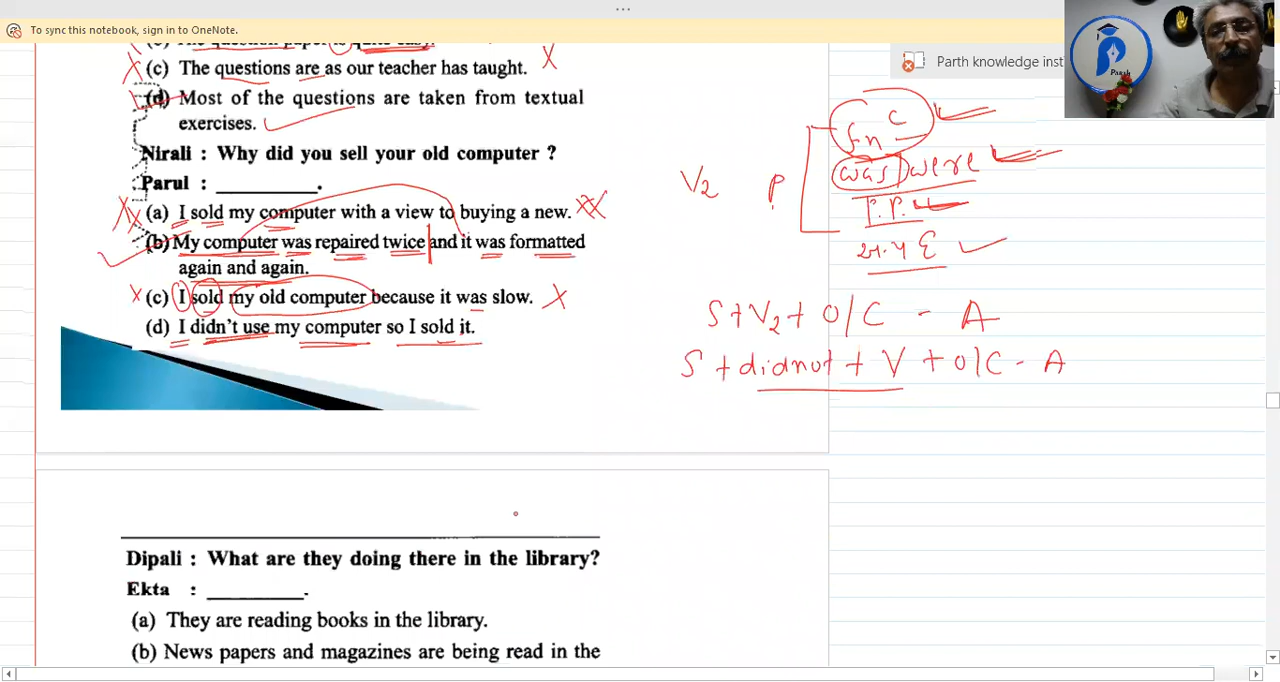 To sync this notebook, sign in to OneNote.
Parth knowledge inst
Parth
(c) The questions are as our teacher has taught.
(d) Most of the questions are taken from textual
exercises.
Nirali : Why did you sell your old computer ?
Parul : ________.
(a) I sold my computer with a view to buying a new.
(b) My computer was repaired twice and it was formatted
again and again.
(c) I sold my old computer because it was slow.
(d) I didn't use my computer so I sold it.
fn c
V2 P was were
P.P.
S+V2+ O/C - A
S + didnot + V + O/C - A
Dipali : What are they doing there in the library?
Ekta : ________.
(a) They are reading books in the library.
(b) News papers and magazines are being read in the